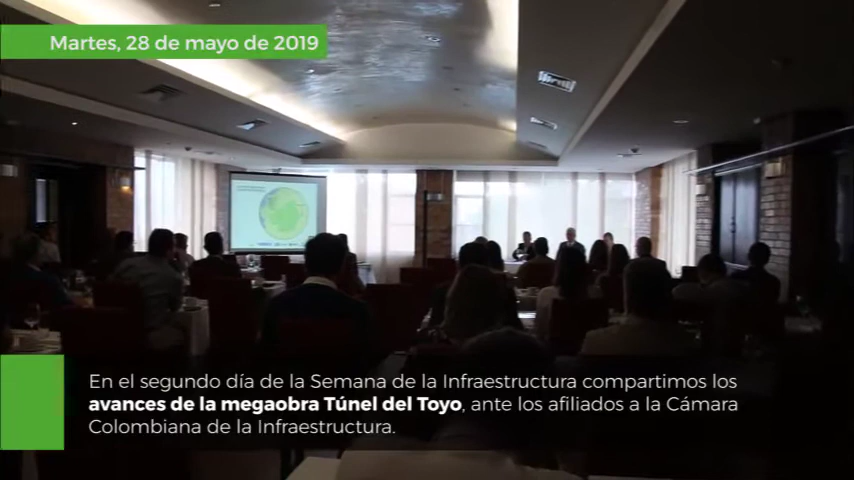 Martes, 28 de mayo de 2019
En el segundo día de la Semana de la Infraestructura compartimos los
avances de la megaobra Túnel del Toyo, ante los afiliados a la Cámara
Colombiana de la Infraestructura.